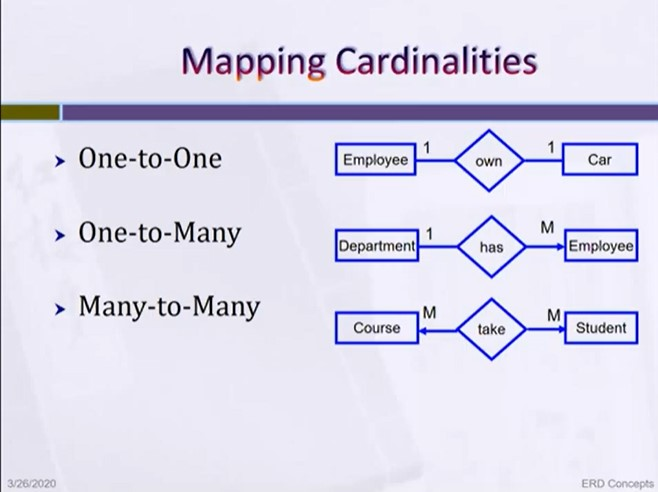 Mapping Cardinalities
➤ One-to-One
Employee 1 own 1 Car
➤ One-to-Many
Department 1 has M Employee
➤ Many-to-Many
Course M take M Student
3/26/2020
ERD Concepts